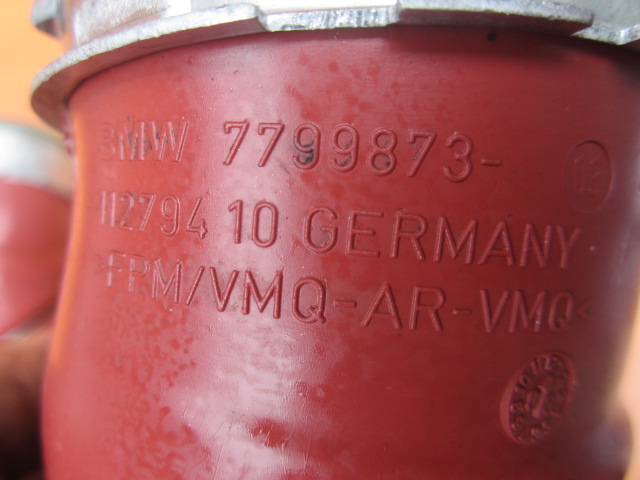 BMW 7799873-
112794 10 GERMANY
>FPM/VMQ-AR-VMQ<